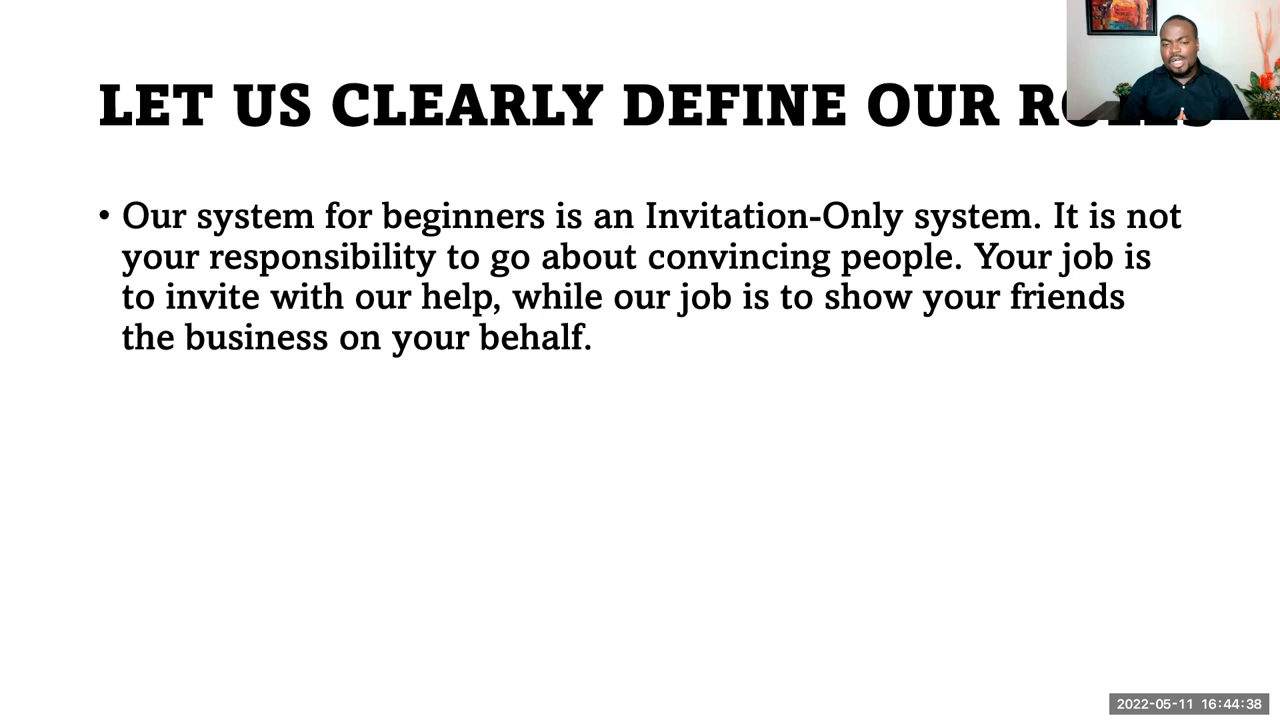 LET US CLEARLY DEFINE OUR
• Our system for beginners is an Invitation-Only system. It is not
your responsibility to go about convincing people. Your job is
to invite with our help, while our job is to show your friends
the business on your behalf.
2022-05-11 16:44:38